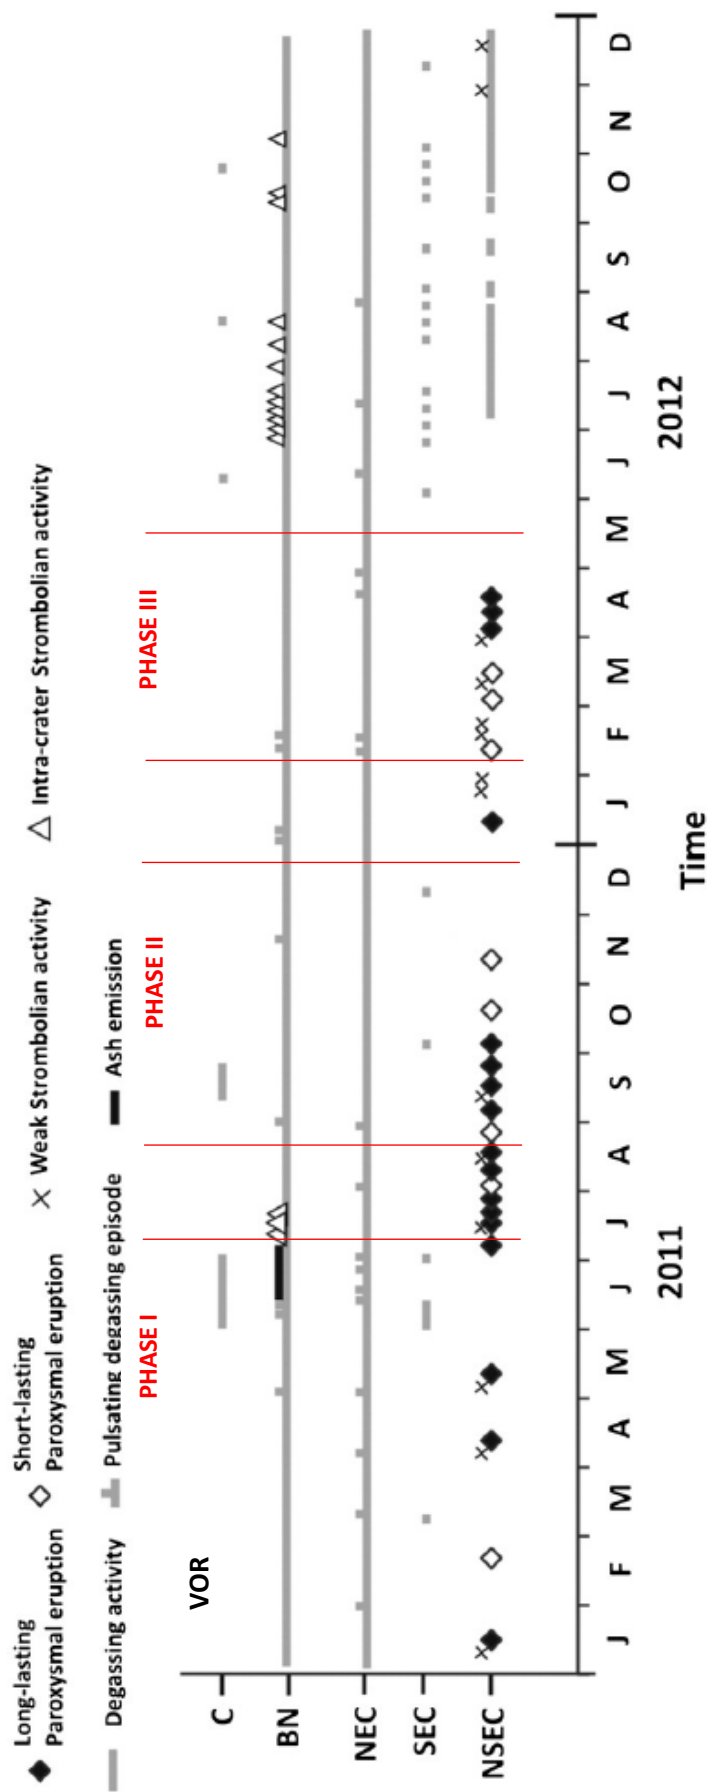 Long-lasting
Paroxysmal eruption
Short-lasting
Paroxysmal eruption
Weak Strombolian activity
Intra-crater Strombolian activity
Degassing activity
Pulsating degassing episode
Ash emission
PHASE I
PHASE II
PHASE III
VOR
C
BN
NEC
SEC
NSEC
J F M A M J J A S O N D J F M A M J J A S O N D
2011
2012
Time